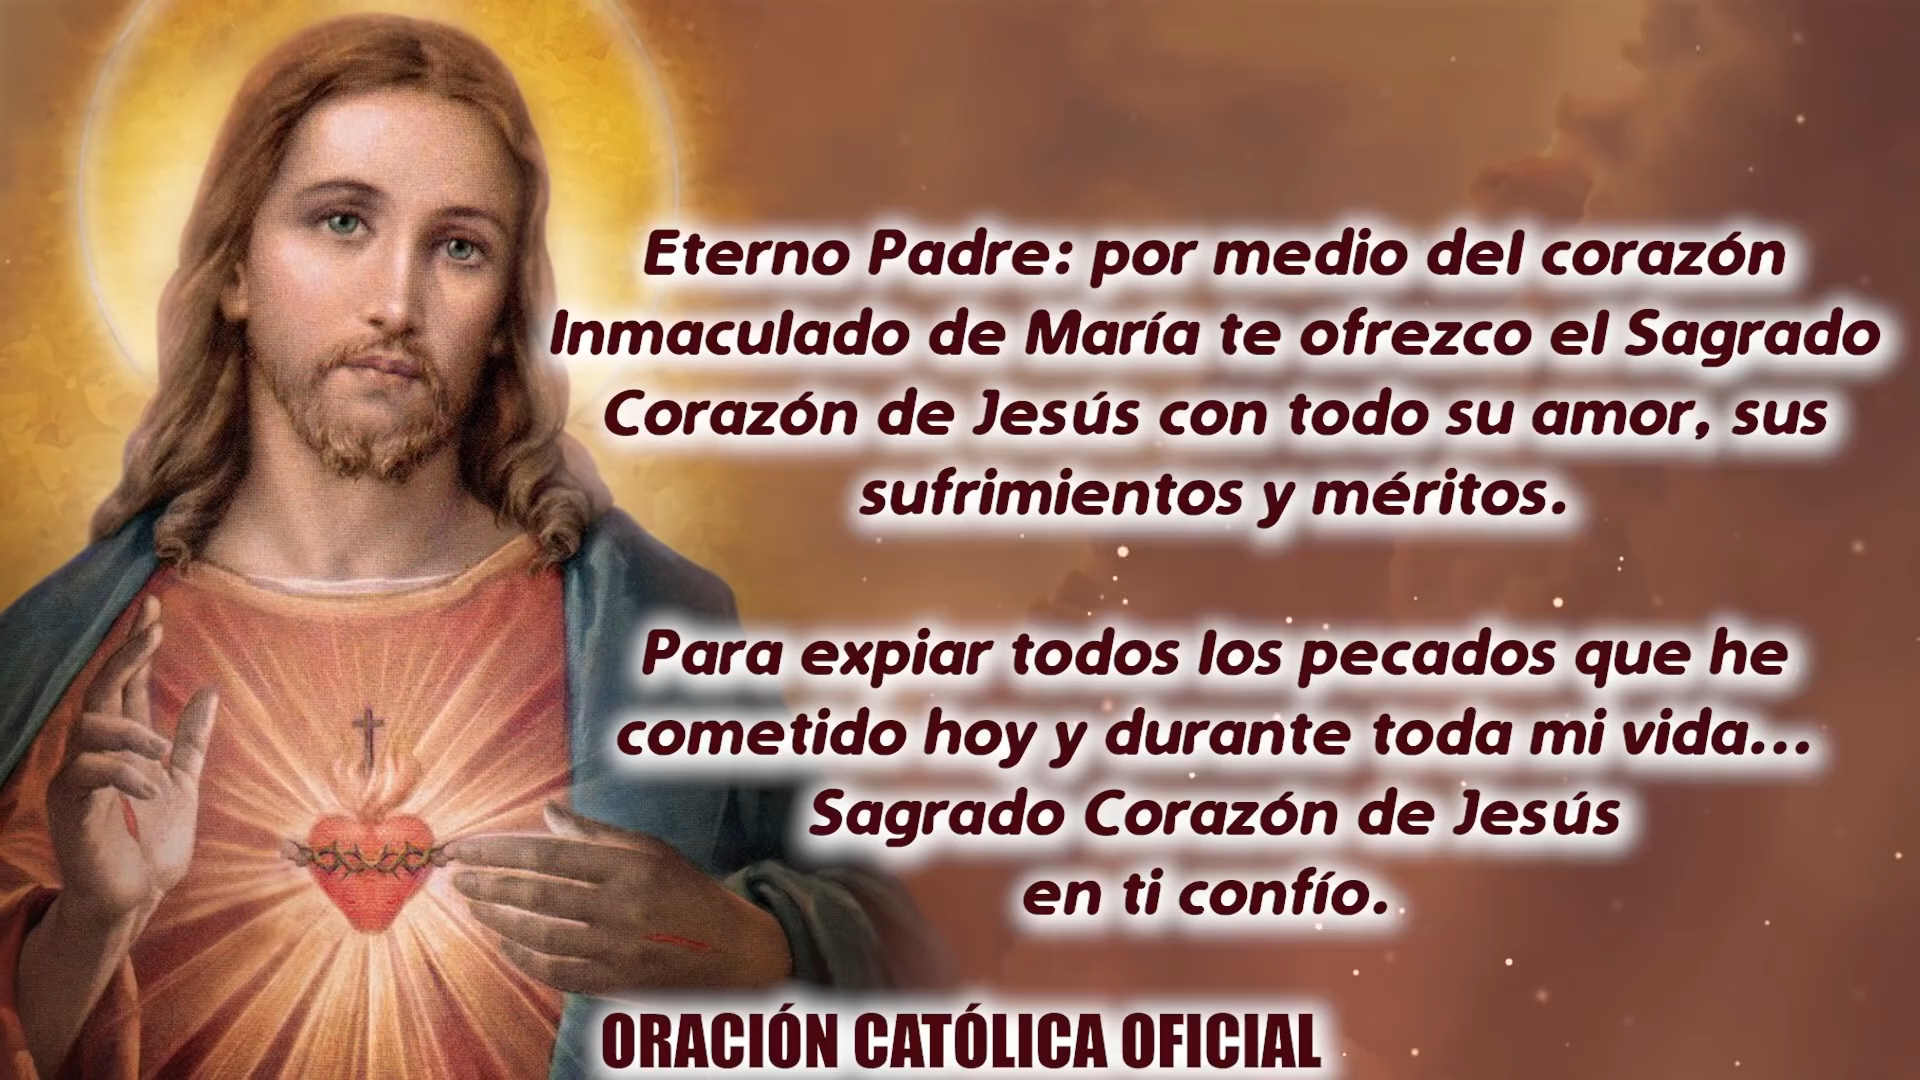 Eterno Padre: por medio del corazón
Inmaculado de María te ofrezco el Sagrado
Corazón de Jesús con todo su amor, sus
sufrimientos y méritos.
Para expiar todos los pecados que he
cometido hoy y durante toda mi vida...
Sagrado Corazón de Jesús
en ti confío.
ORACIÓN CATÓLICA OFICIAL